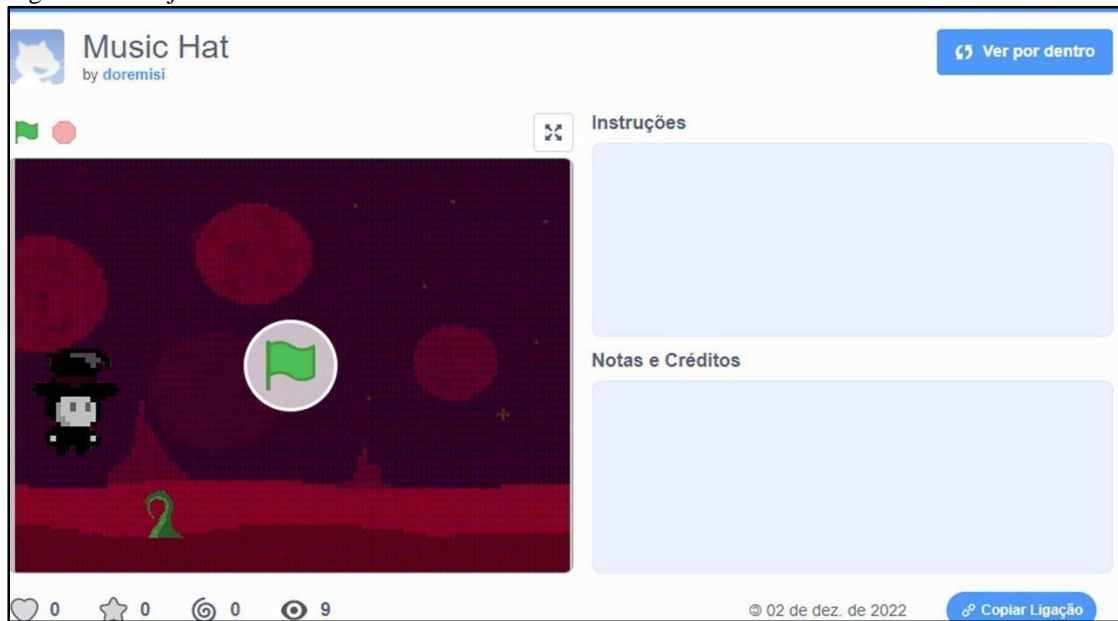 Music Hat
by doremisi
Ver por dentro
Instruções
Notas e Créditos
0 0 0 9
02 de dez. de 2022
Copiar Ligação